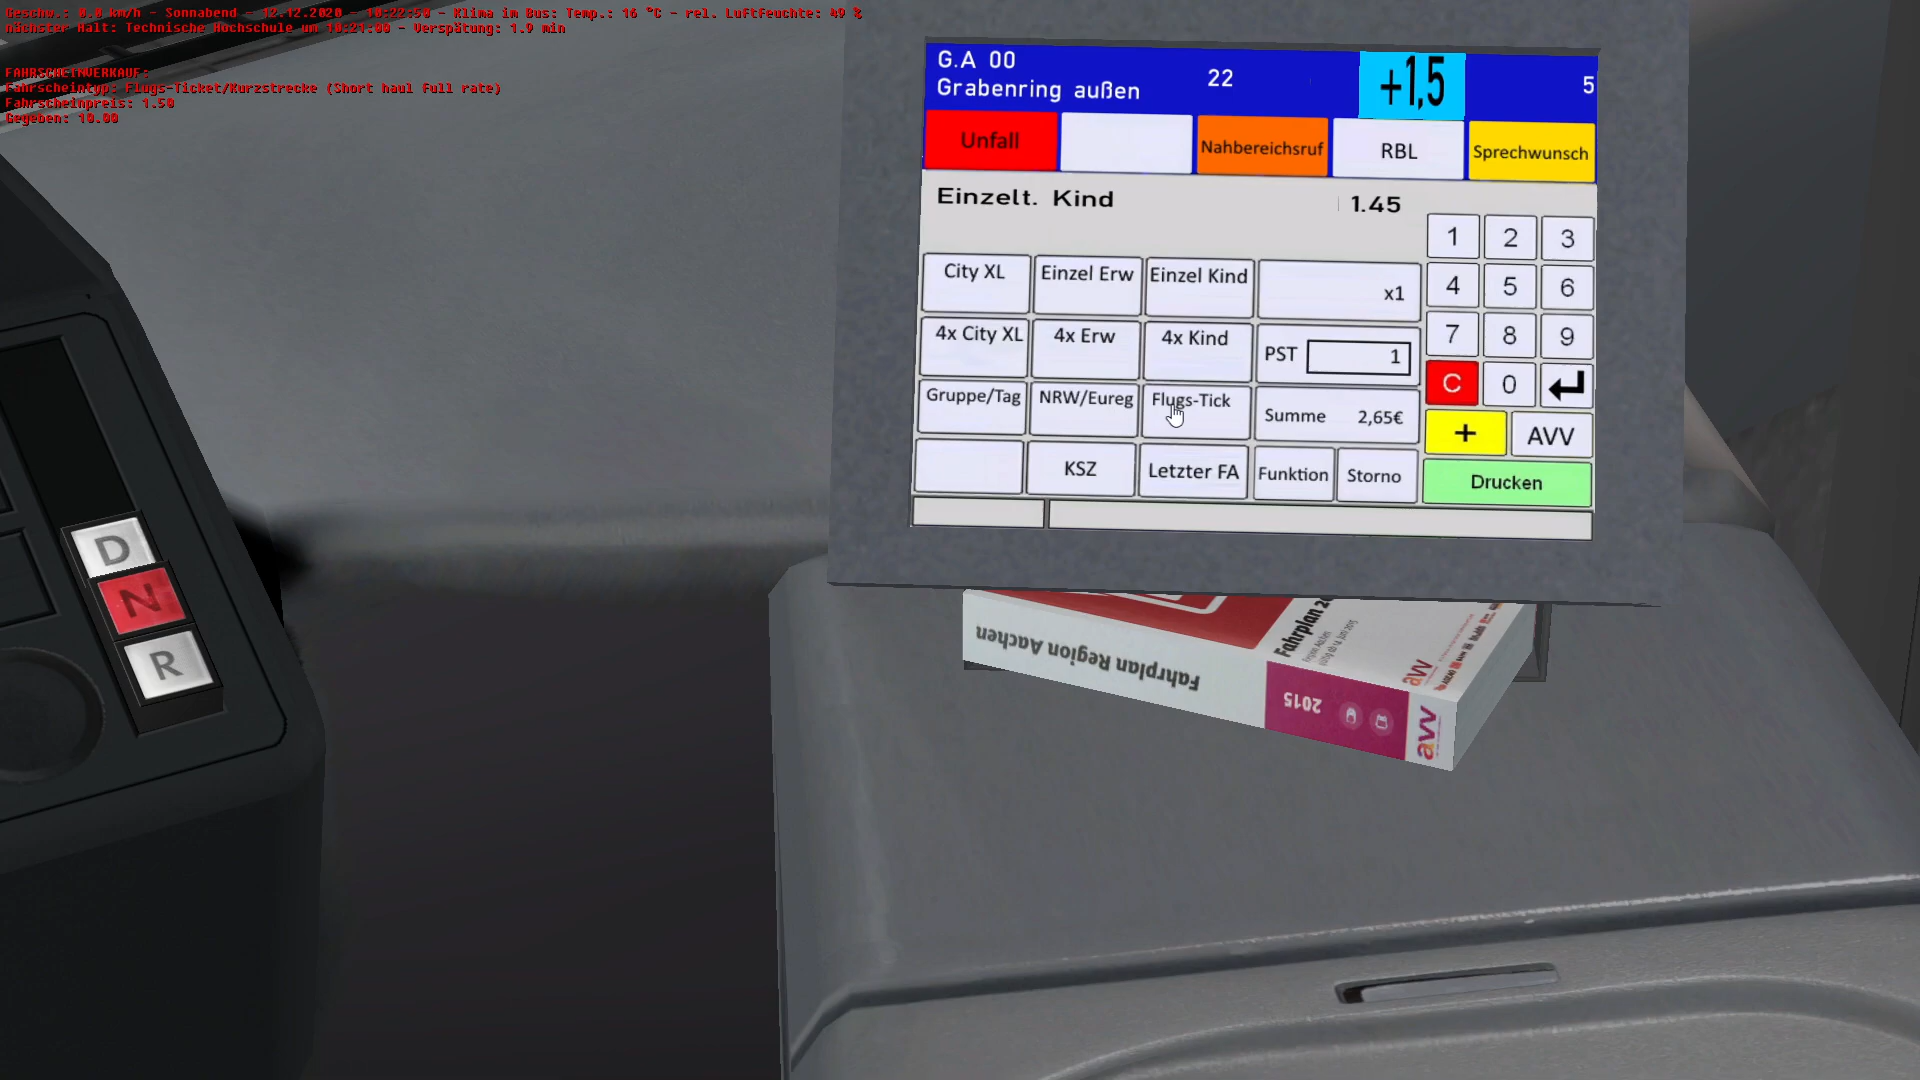 Geschw.: 0.0 km/h - Sonnabend - 12.12.2020 - 10:22:50 - Klima im Bus: Temp.: 16 °C - rel. Luftfeuchte: 49 %
nächster Halt: Technische Hochschule um 10:21:00 - Verspätung: 1.9 min
FAHRSCHEINVERKAUF:
Fahrscheintyp: Flugs-Ticket/Kurzstrecke (Short haul full rate)
Fahrscheinpreis: 1.50
Gegeben: 10.00
G.A 00
Grabenring außen
22
+1,5
5
Unfall
Nahbereichsruf
RBL
Sprechwunsch
Einzelt. Kind 1.45
1 2 3
City XL Einzel Erw Einzel Kind x1
4 5 6
4x City XL 4x Erw 4x Kind PST 1
7 8 9
C 0
Gruppe/Tag NRW/Eureg Flugs-Tick Summe 2,65€
+ AVV
KSZ Letzter FA Funktion Storno Drucken
D
N
R
Fahrplan Region Aachen
2015
avv
Fahrplan
avv